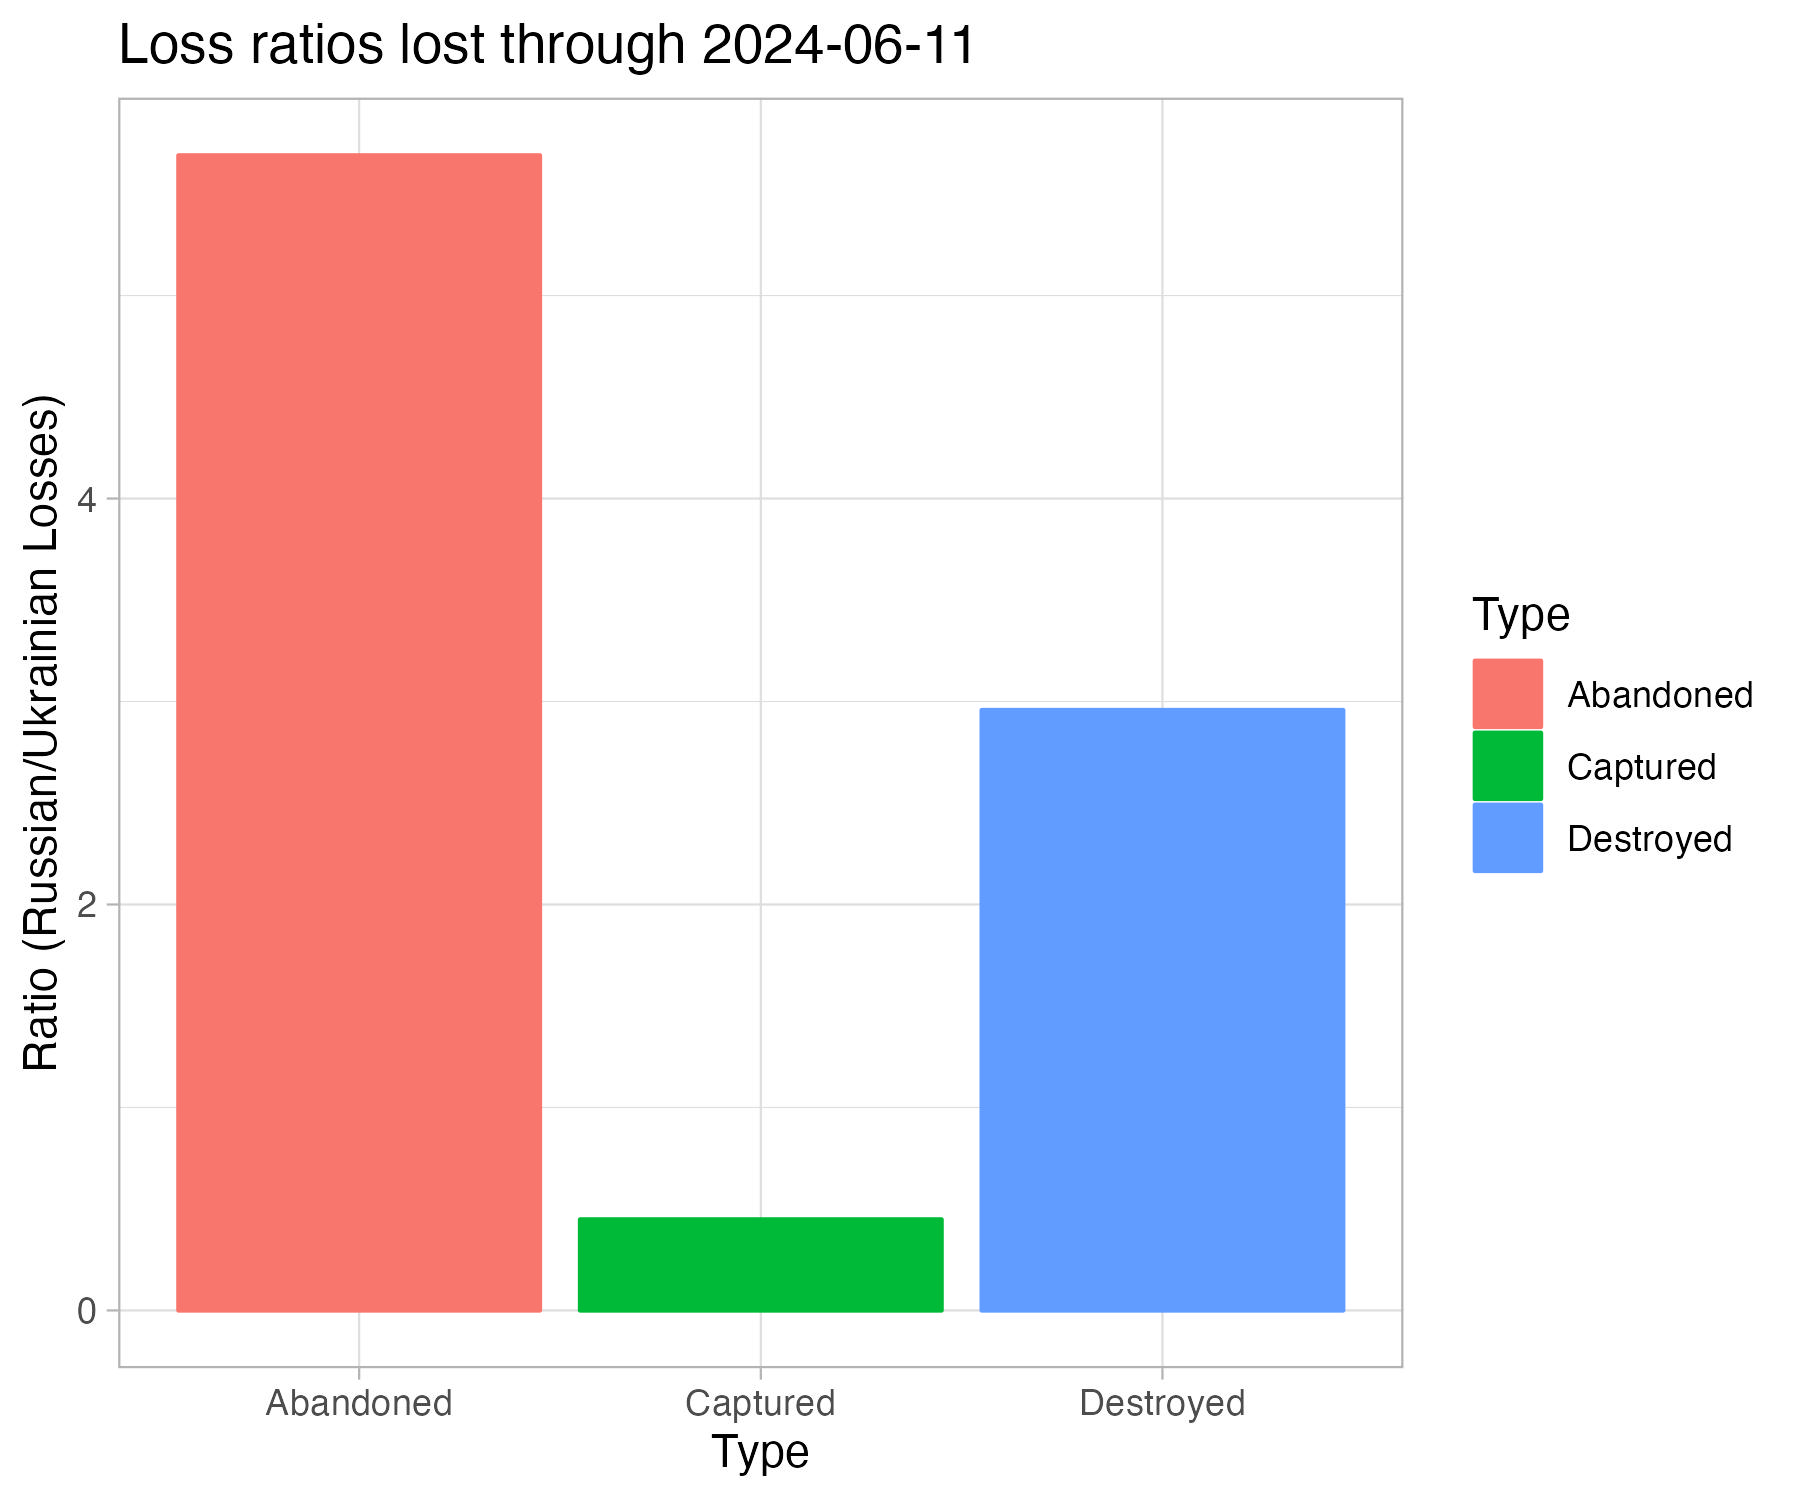 Loss ratios lost through 2024-06-11
Ratio (Russian/Ukrainian Losses)
4
2
0
Abandoned
Captured
Destroyed
Type
Type
Abandoned
Captured
Destroyed